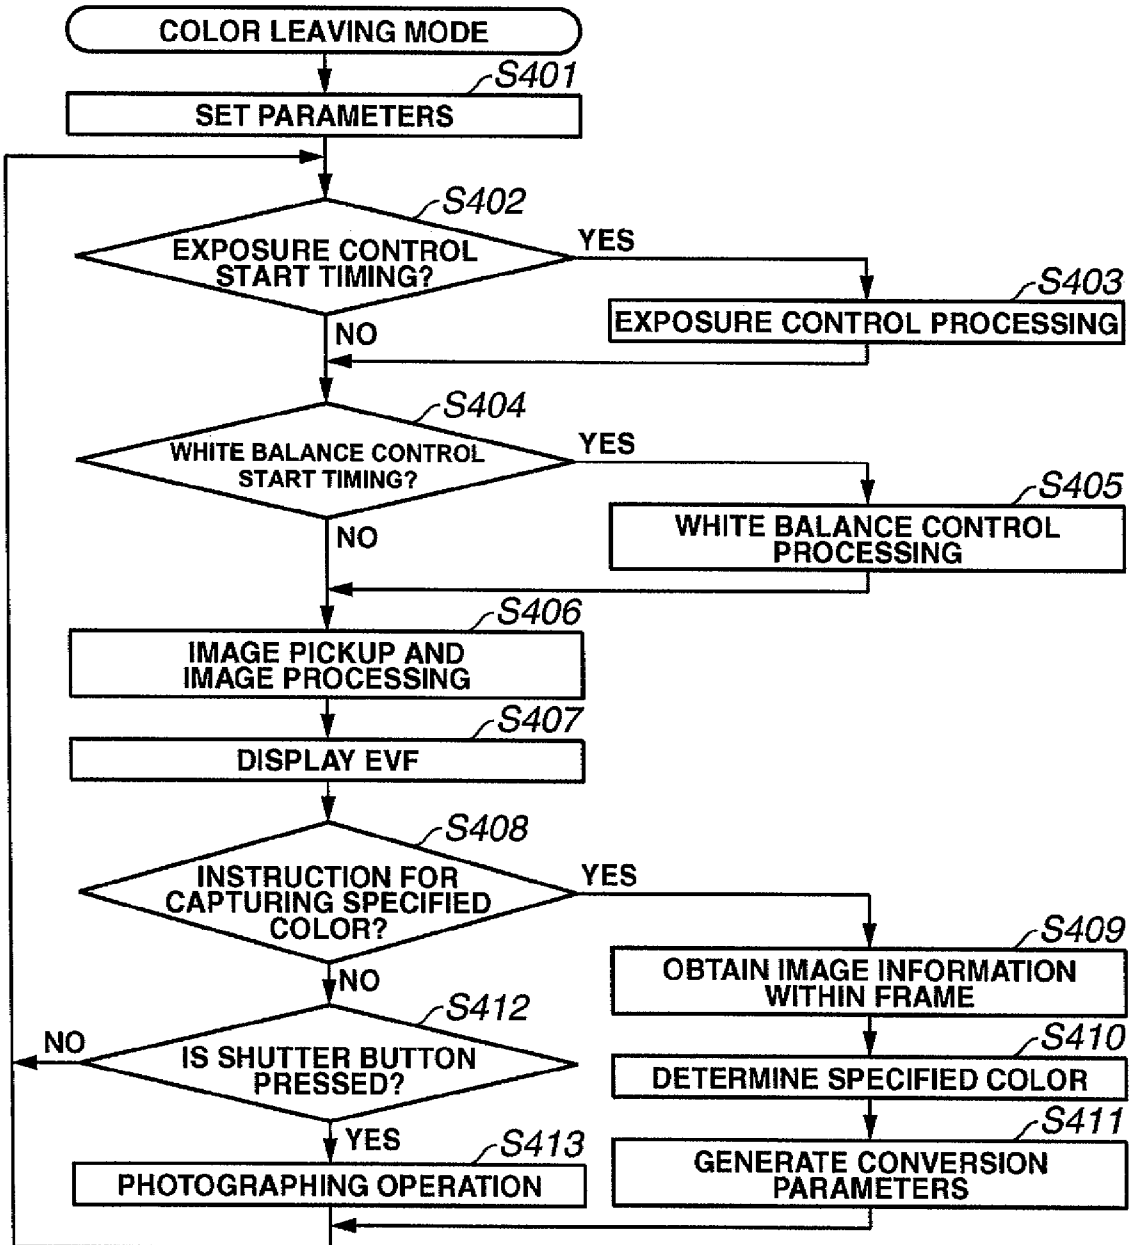 COLOR LEAVING MODE
S401
SET PARAMETERS
S402
EXPOSURE CONTROL
START TIMING?
YES
S403
EXPOSURE CONTROL PROCESSING
NO
S404
WHITE BALANCE CONTROL
START TIMING?
YES
S405
WHITE BALANCE CONTROL
PROCESSING
NO
S406
IMAGE PICKUP AND
IMAGE PROCESSING
S407
DISPLAY EVF
S408
INSTRUCTION FOR
CAPTURING SPECIFIED
COLOR?
YES
S409
OBTAIN IMAGE INFORMATION
WITHIN FRAME
NO
S410
DETERMINE SPECIFIED COLOR
S411
GENERATE CONVERSION
PARAMETERS
S412
IS SHUTTER BUTTON
PRESSED?
NO
YES
S413
PHOTOGRAPHING OPERATION